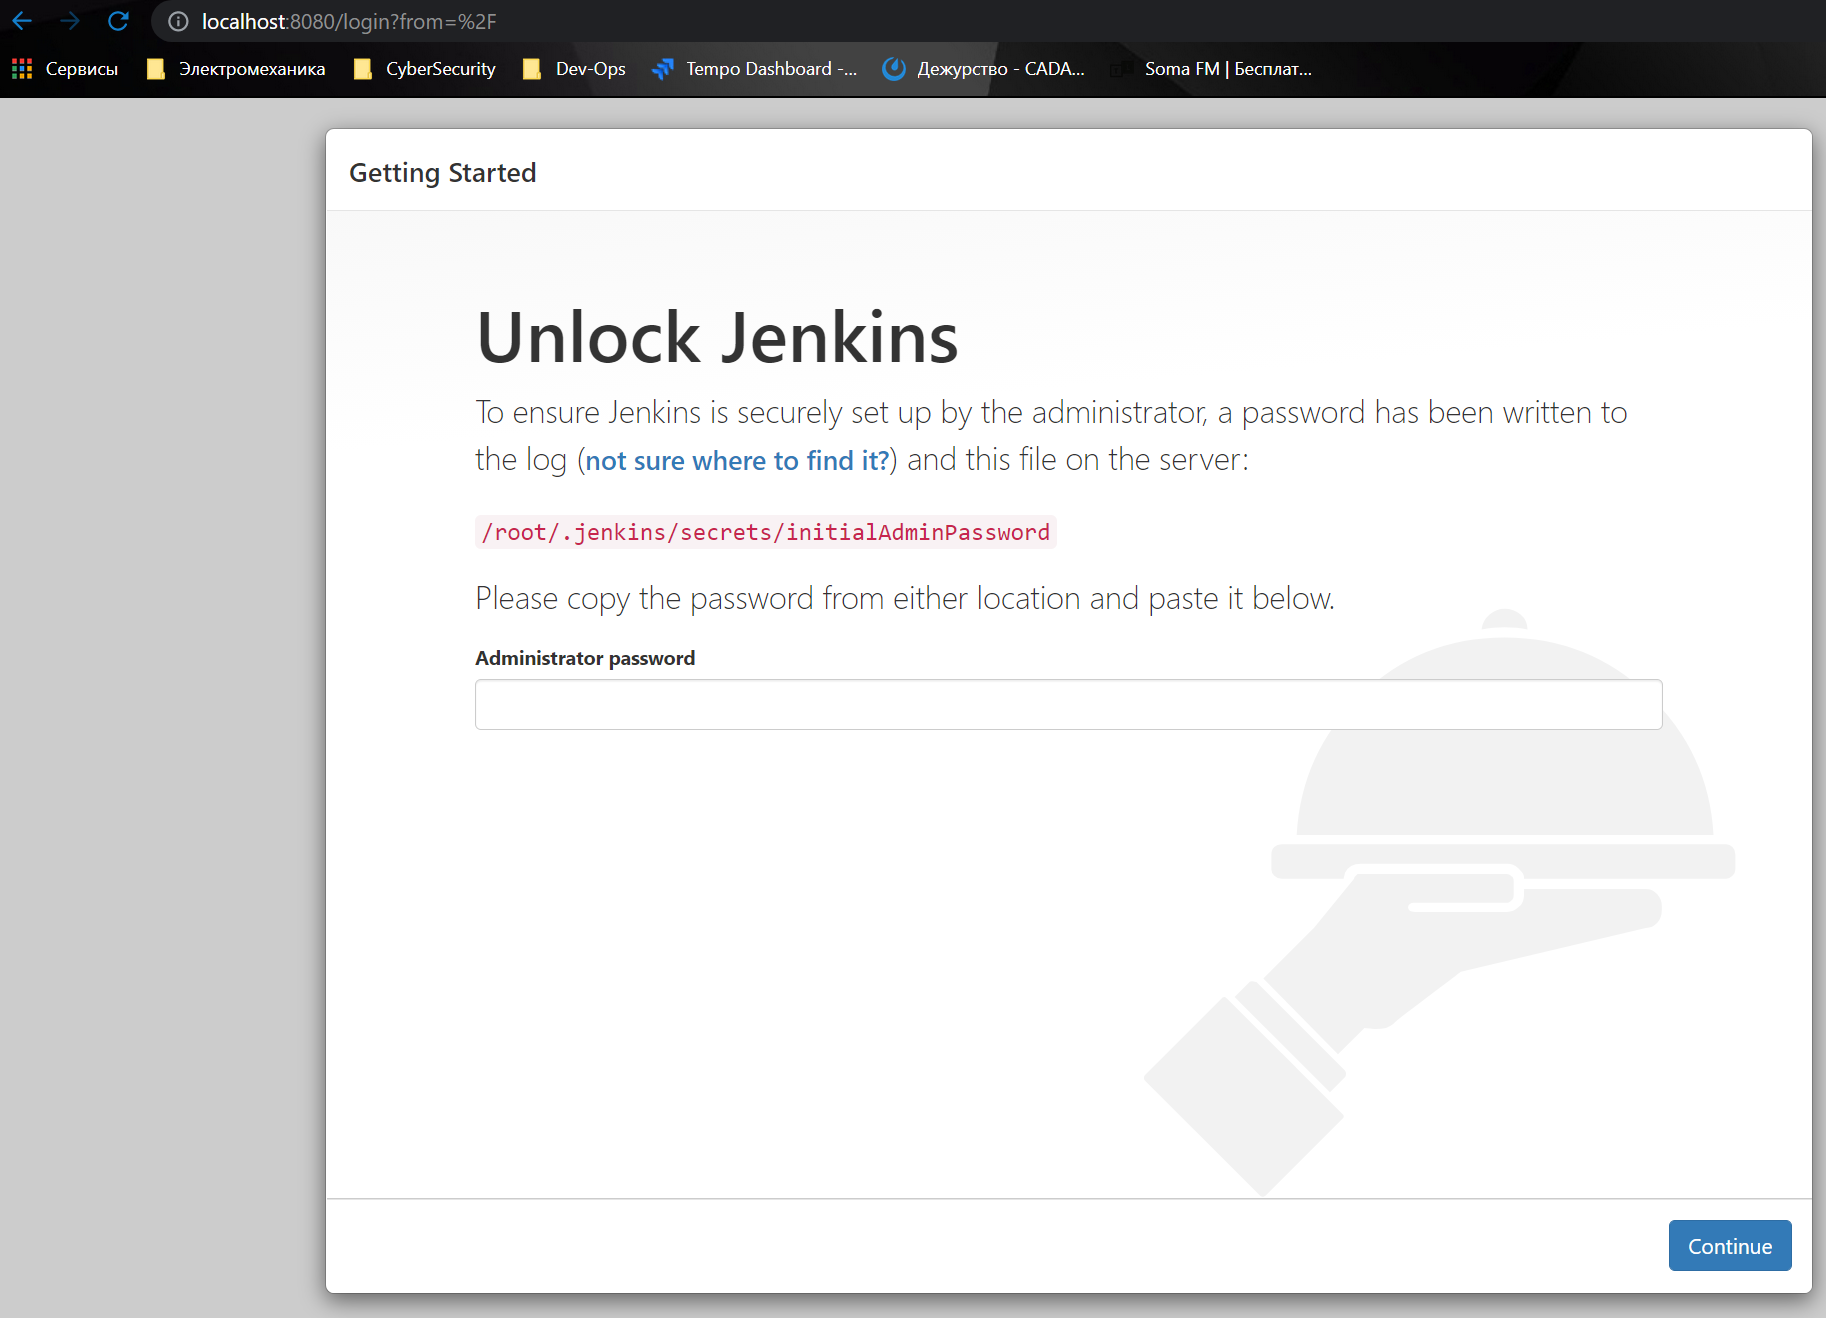 localhost:8080/login?from=%2F
Сервисы Электромеханика CyberSecurity Dev-Ops Tempo Dashboard -... Дежурство - CADA... Soma FM | Бесплат...
Getting Started
Unlock Jenkins
To ensure Jenkins is securely set up by the administrator, a password has been written to
the log (not sure where to find it?) and this file on the server:
/root/.jenkins/secrets/initialAdminPassword
Please copy the password from either location and paste it below.
Administrator password
Continue